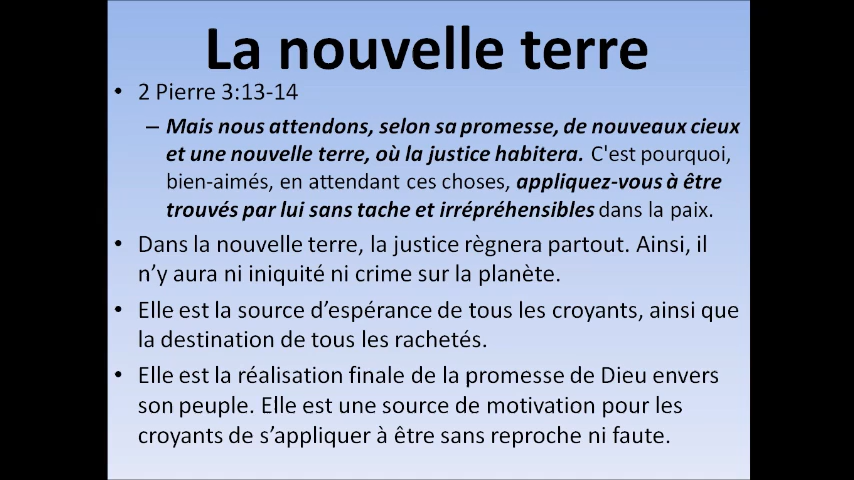 La nouvelle terre
• 2 Pierre 3:13-14
– Mais nous attendons, selon sa promesse, de nouveaux cieux
et une nouvelle terre, où la justice habitera. C'est pourquoi,
bien-aimés, en attendant ces choses, appliquez-vous à être
trouvés par lui sans tache et irrépréhensibles dans la paix.
• Dans la nouvelle terre, la justice règnera partout. Ainsi, il
n’y aura ni iniquité ni crime sur la planète.
• Elle est la source d’espérance de tous les croyants, ainsi que
la destination de tous les rachetés.
• Elle est la réalisation finale de la promesse de Dieu envers
son peuple. Elle est une source de motivation pour les
croyants de s’appliquer à être sans reproche ni faute.